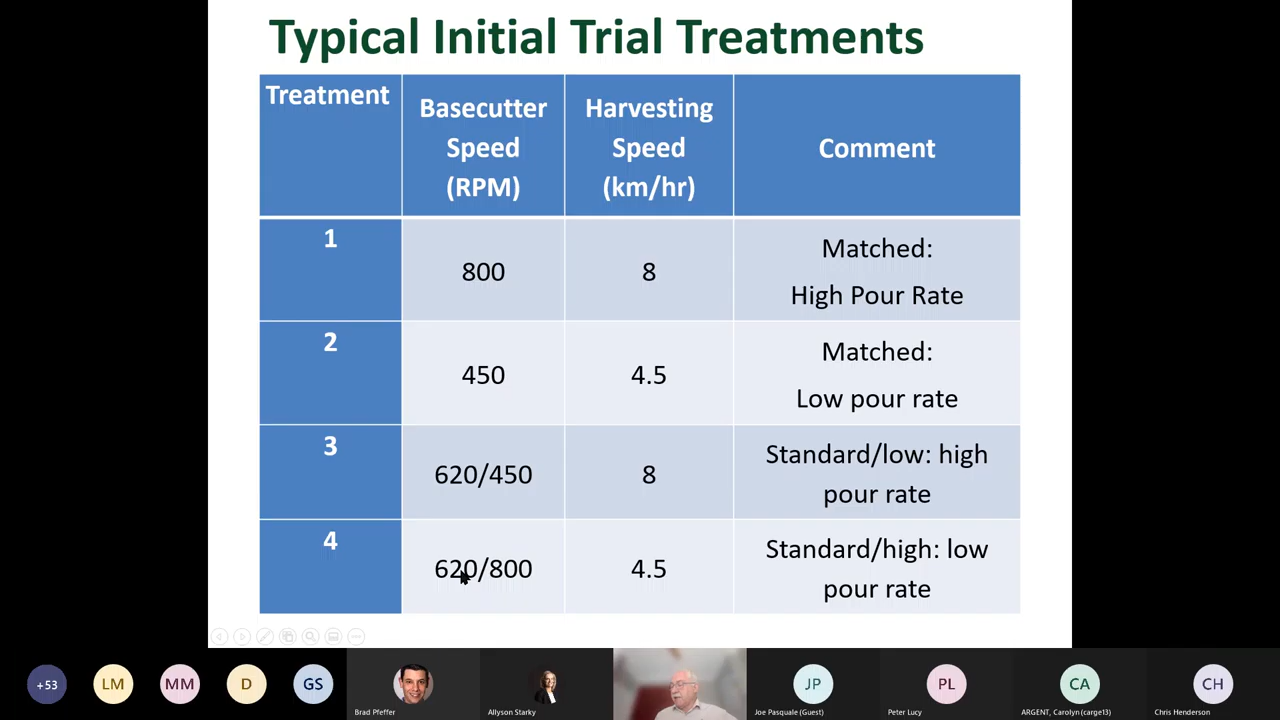 Typical Initial Trial Treatments
Treatment
Basecutter
Speed
(RPM)
Harvesting
Speed
(km/hr)
Comment
1
800
8
Matched:
High Pour Rate
2
450
4.5
Matched:
Low pour rate
3
620/450
8
Standard/low: high
pour rate
4
620/800
4.5
Standard/high: low
pour rate
+53
LM
MM
D
GS
Brad Pfeffer
Allyson Starky
JP
Joe Pasquale (Guest)
PL
Peter Lucy
CA
ARGENT, Carolyn (carge13)
CH
Chris Henderson